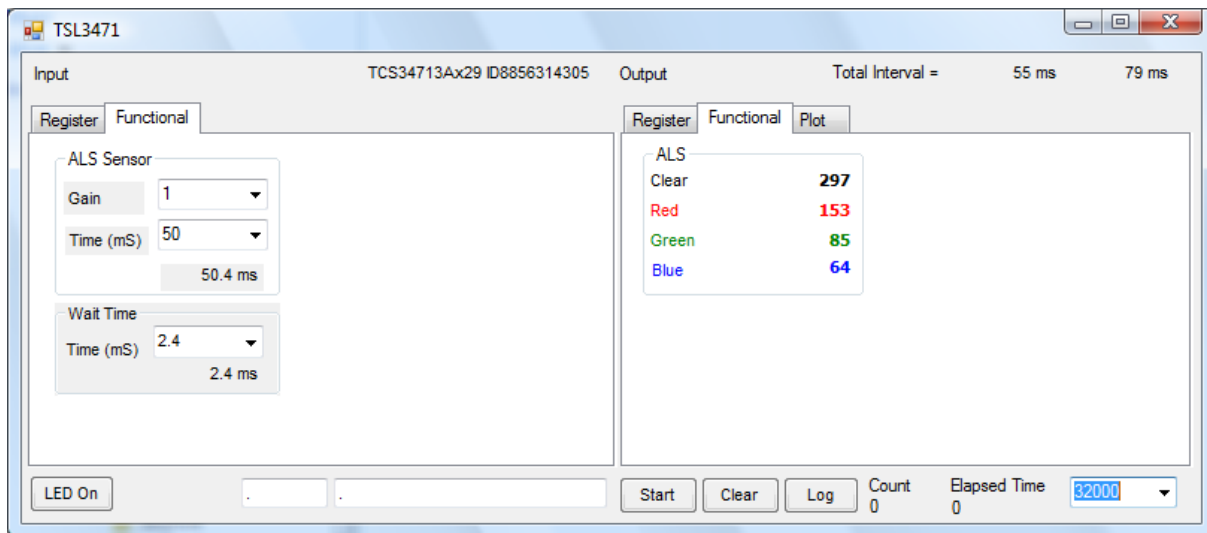 TSL3471
Input TCS34713Ax29 ID8856314305 Output Total Interval = 55 ms 79 ms
Register Functional
ALS Sensor
Gain 1
Time (mS) 50
50.4 ms
Wait Time
Time (mS) 2.4
2.4 ms
Register Functional Plot
ALS
Clear 297
Red 153
Green 85
Blue 64
LED On . . Start Clear Log Count Elapsed Time 32000
0 0